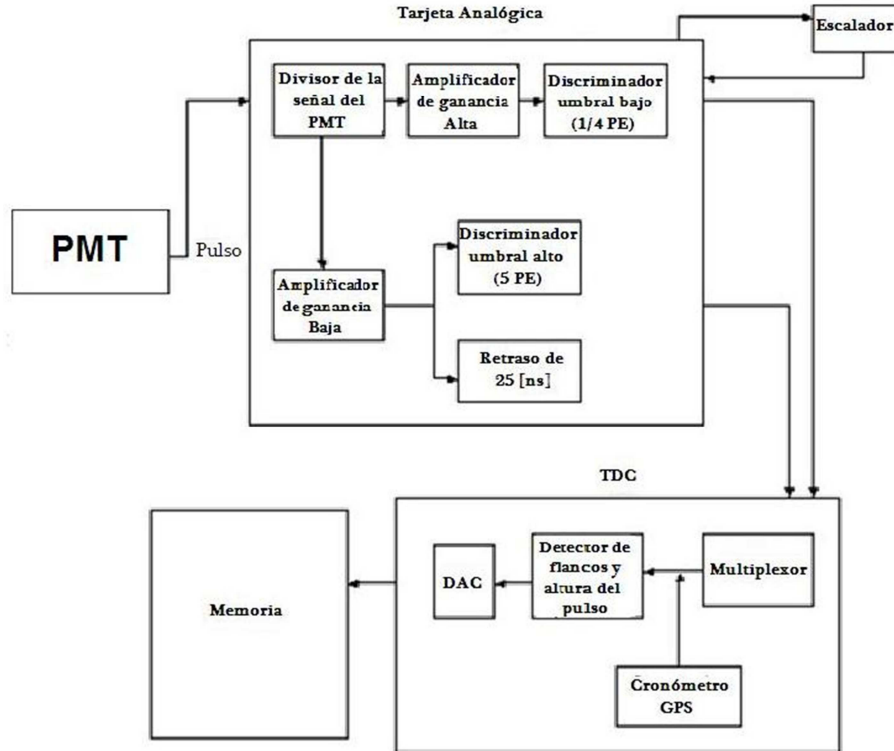 Tarjeta Analógica
Escalador
Divisor de la
señal del
PMT
Amplificador
de ganancia
Alta
Discriminador
umbral bajo
(1/4 PE)
PMT
Pulso
Discriminador
umbral alto
(5 PE)
Amplificador
de ganancia
Baja
Retraso de
25 [ns]
TDC
Memoria
DAC
Detector de
flancos y
altura del
pulso
Multiplexor
Cronómetro
GPS